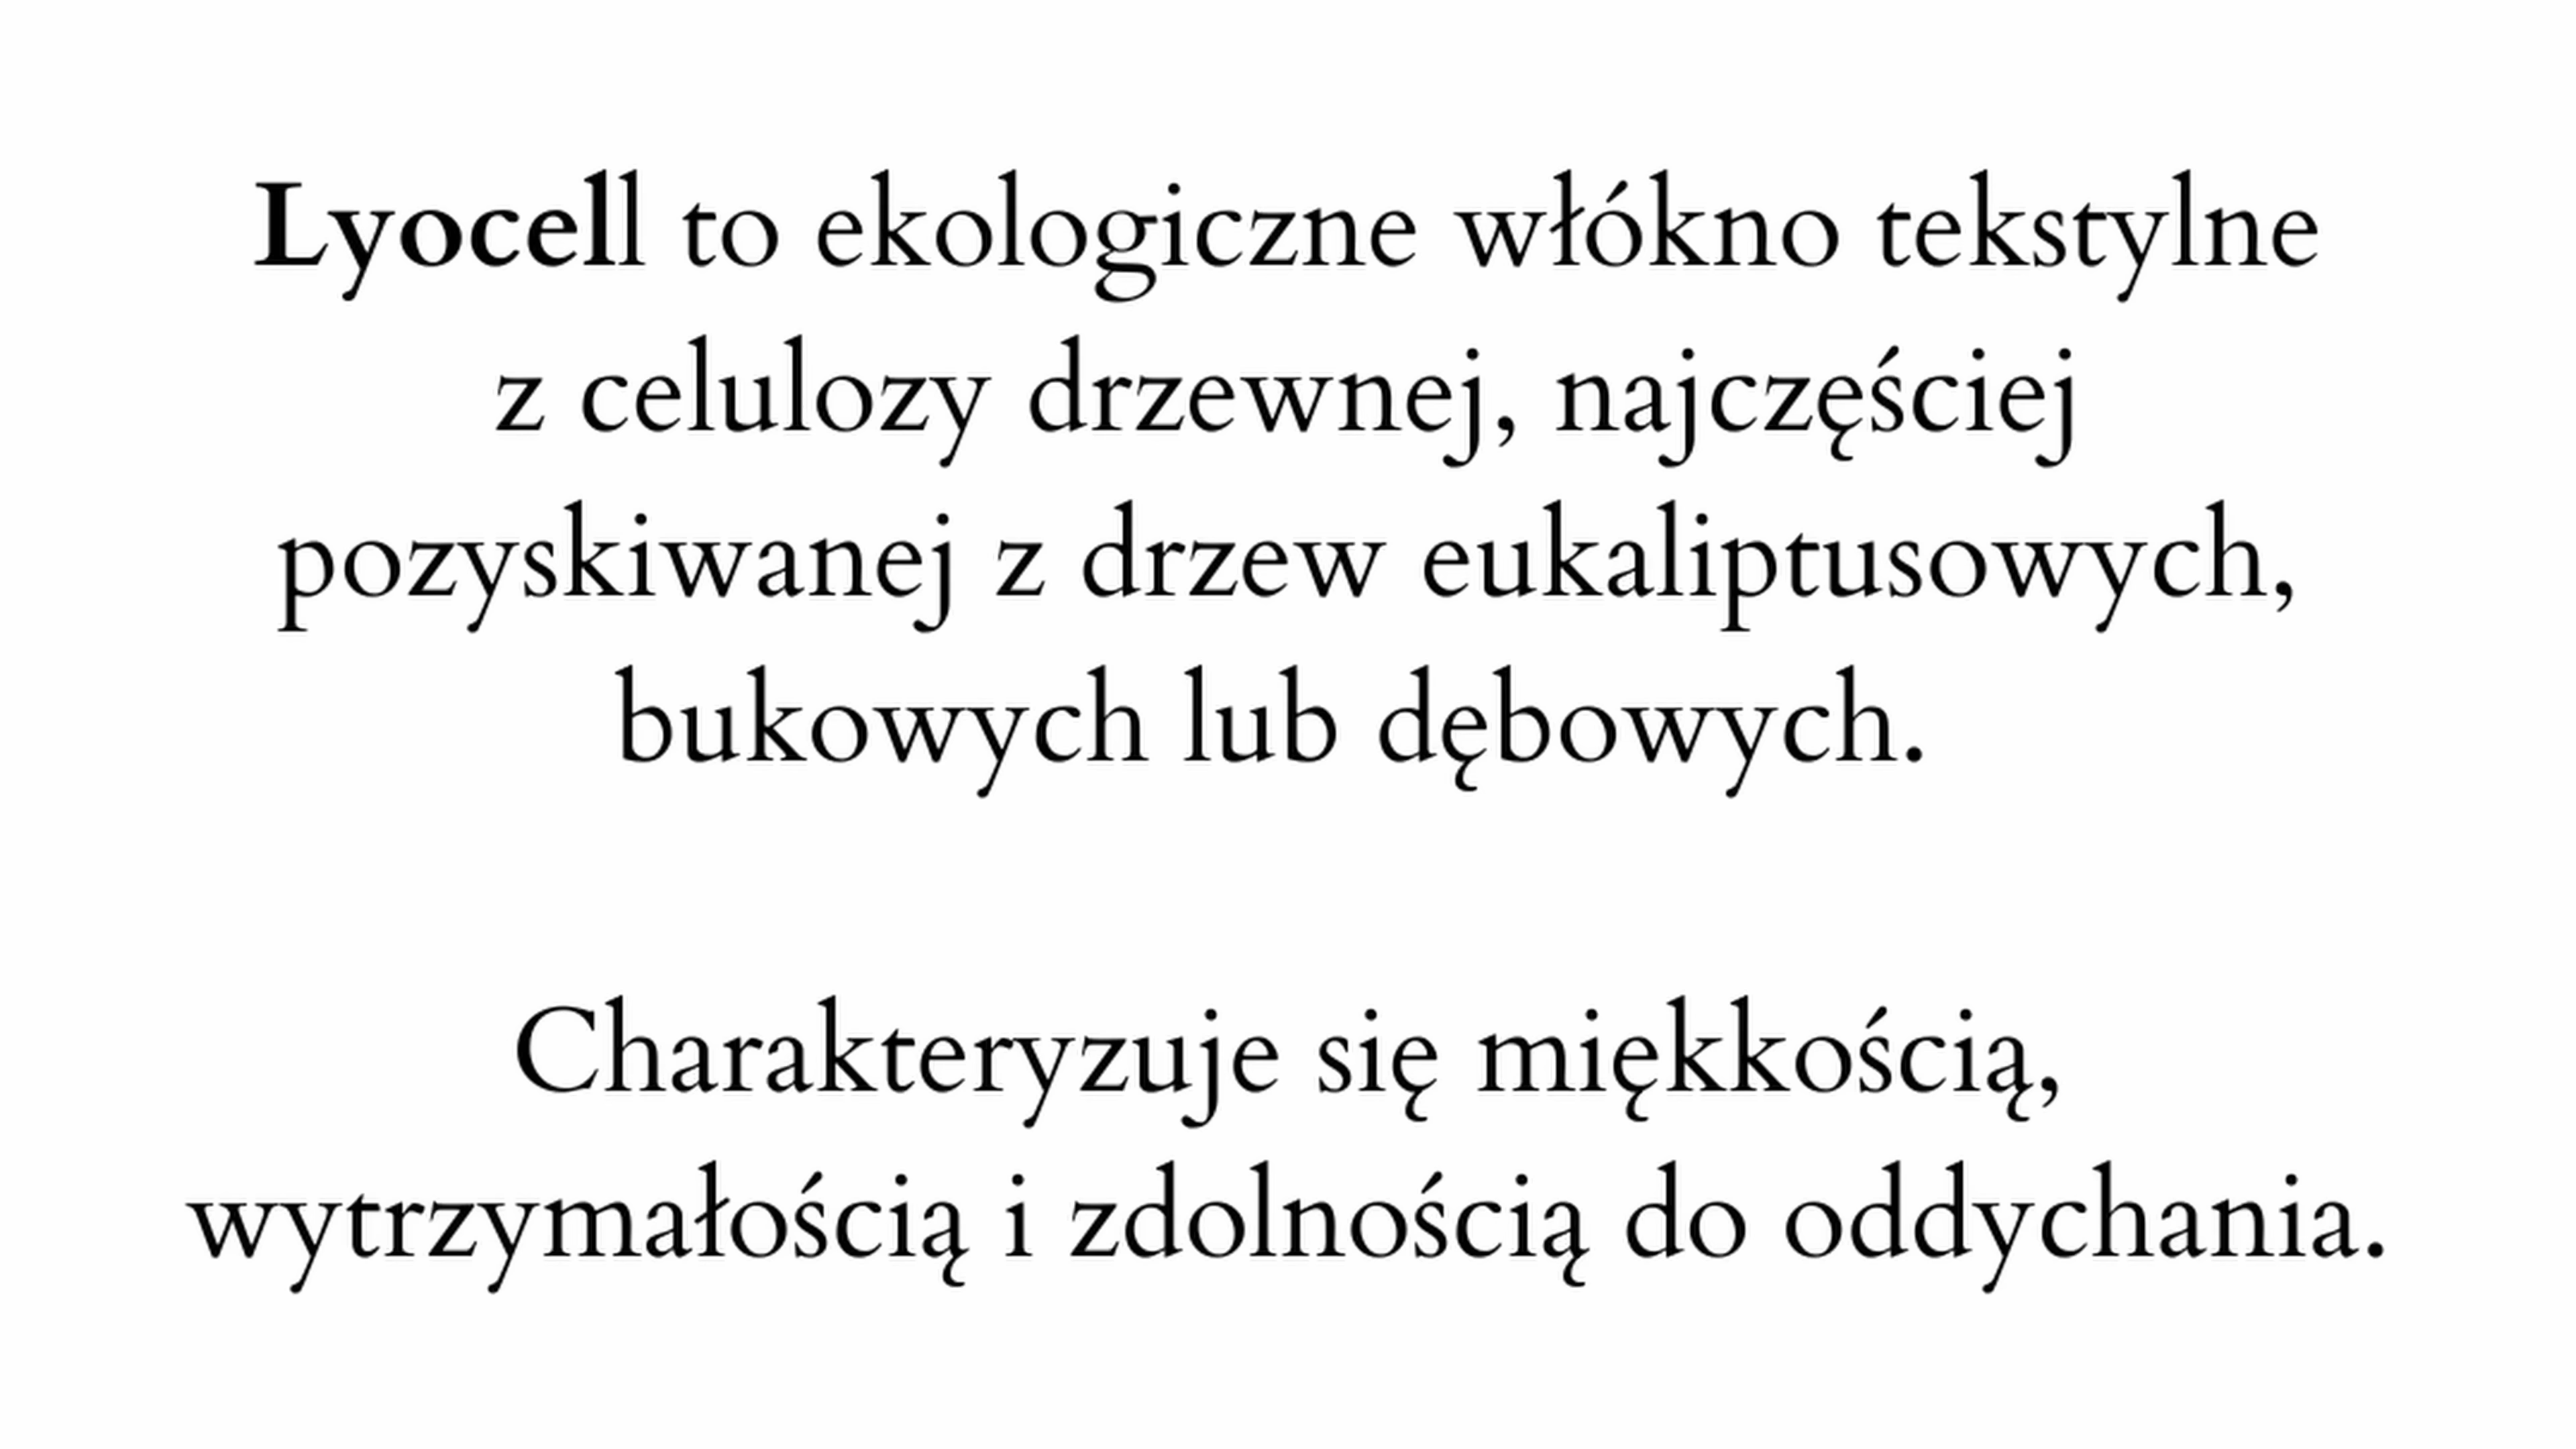 Lyocell to ekologiczne włókno tekstylne
z celulozy drzewnej, najczęściej
pozyskiwanej z drzew eukaliptusowych,
bukowych lub dębowych.
Charakteryzuje się miękkością,
wytrzymałością i zdolnością do oddychania.